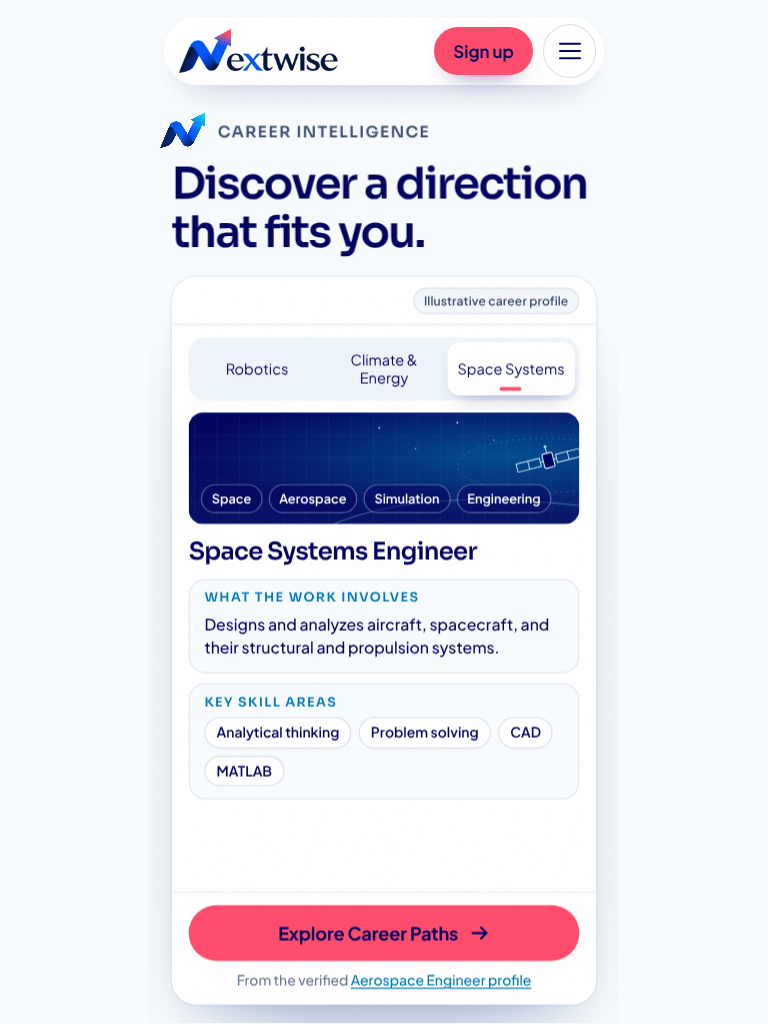 Nextwise
Sign up
CAREER INTELLIGENCE
Discover a direction
that fits you.
Illustrative career profile
Robotics
Climate &
Energy
Space Systems
Space
Aerospace
Simulation
Engineering
Space Systems Engineer
WHAT THE WORK INVOLVES
Designs and analyzes aircraft, spacecraft, and
their structural and propulsion systems.
KEY SKILL AREAS
Analytical thinking
Problem solving
CAD
MATLAB
Explore Career Paths →
From the verified Aerospace Engineer profile